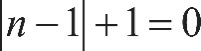 |n − 1| + 1 = 0